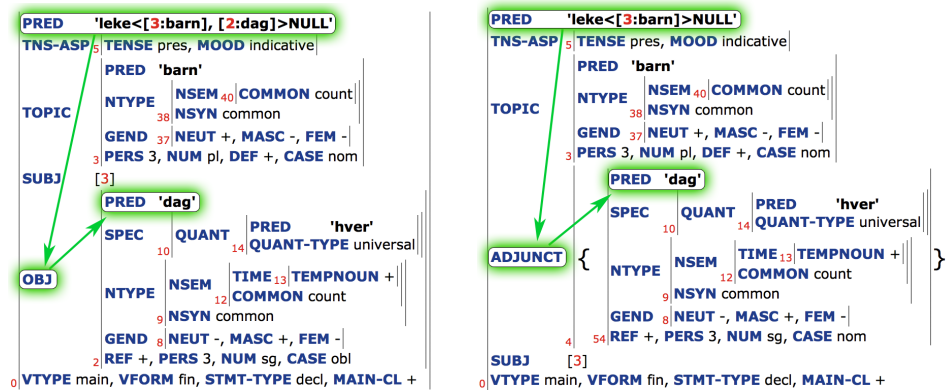 PRED 'leke<[3:barn], [2:dag]>NULL'
TNS-ASP 5 TENSE pres, MOOD indicative
PRED 'barn'
NTYPE NSEM 40 COMMON count
38 NSYN common
TOPIC
GEND 37 NEUT +, MASC -, FEM -
3 PERS 3, NUM pl, DEF +, CASE nom
SUBJ [3]
PRED 'dag'
SPEC 10 QUANT 14 PRED 'hver'
QUANT-TYPE universal
OBJ
NTYPE NSEM TIME 13 TEMPNOUN +
12 COMMON count
9 NSYN common
GEND 8 NEUT -, MASC +, FEM -
2 REF +, PERS 3, NUM sg, CASE obl
0 VTYPE main, VFORM fin, STMT-TYPE decl, MAIN-CL +
PRED 'leke<[3:barn]>NULL'
TNS-ASP 5 TENSE pres, MOOD indicative
PRED 'barn'
NTYPE NSEM 40 COMMON count
38 NSYN common
TOPIC
GEND 37 NEUT +, MASC -, FEM -
3 PERS 3, NUM pl, DEF +, CASE nom
PRED 'dag'
SPEC 10 QUANT 14 PRED 'hver'
QUANT-TYPE universal
ADJUNCT { }
NTYPE NSEM TIME 13 TEMPNOUN +
12 COMMON count
9 NSYN common
GEND 8 NEUT -, MASC +, FEM -
4 54 REF +, PERS 3, NUM sg, CASE nom
SUBJ [3]
0 VTYPE main, VFORM fin, STMT-TYPE decl, MAIN-CL +